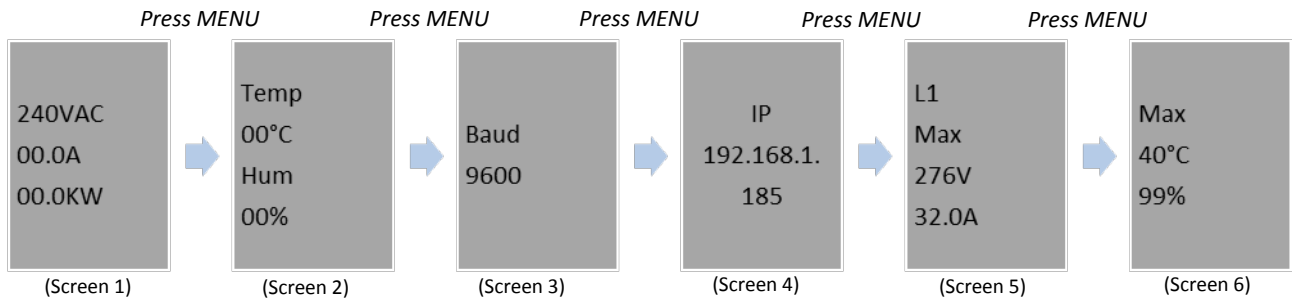 Press MENU
Press MENU
Press MENU
Press MENU
Press MENU
240VAC
00.0A
00.0KW
(Screen 1)
Temp
00°C
Hum
00%
(Screen 2)
Baud
9600
(Screen 3)
IP
192.168.1.
185
(Screen 4)
L1
Max
276V
32.0A
(Screen 5)
Max
40°C
99%
(Screen 6)